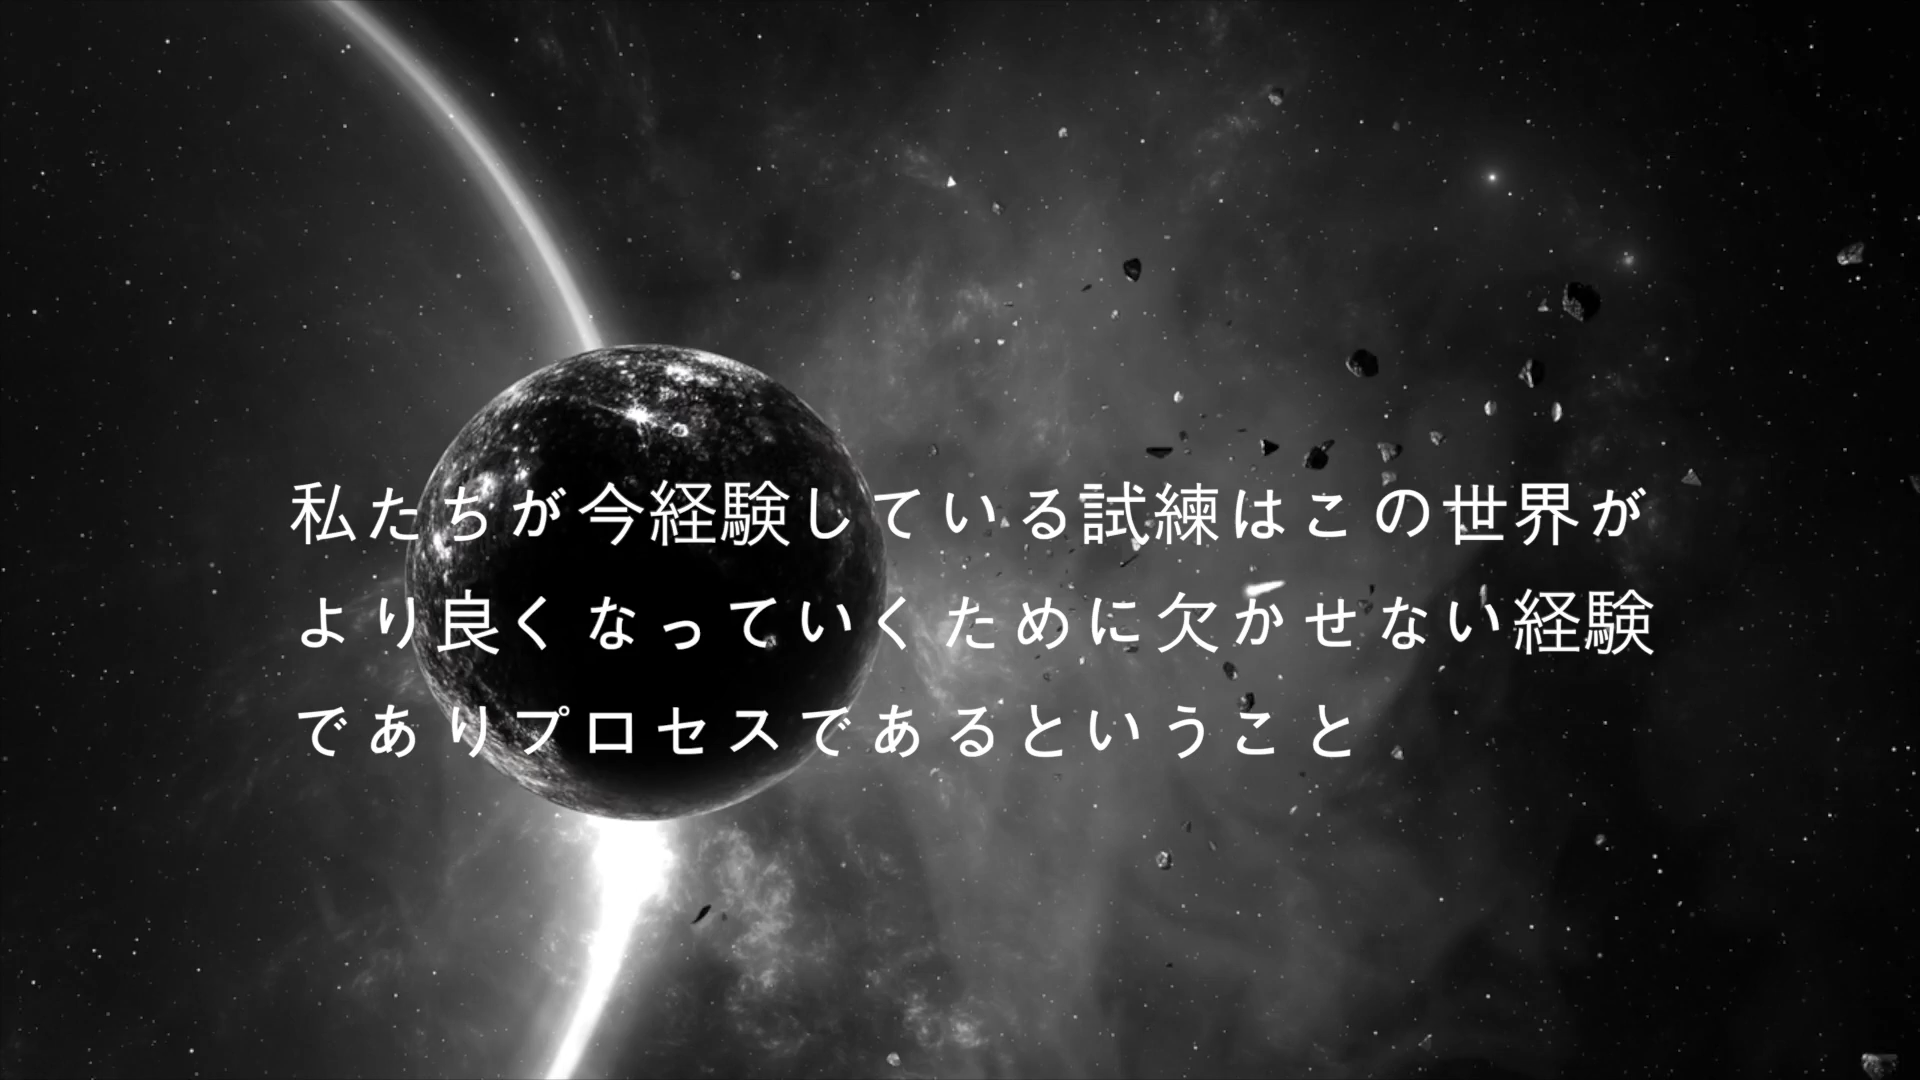 私たちが今経験している試練はこの世界が
より良くなっていくために欠かせない経験
でありプロセスであるということ